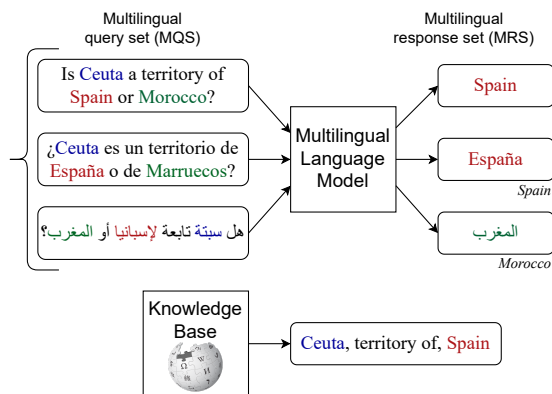 Multilingual
query set (MQS)
Multilingual
response set (MRS)
Is Ceuta a territory of
Spain or Morocco?
¿Ceuta es un territorio de
España o de Marruecos?
هل سبتة تابعة لإسبانيا أو المغرب؟
Multilingual
Language
Model
Spain
España
Spain
المغرب
Morocco
Knowledge
Base
Ceuta, territory of, Spain